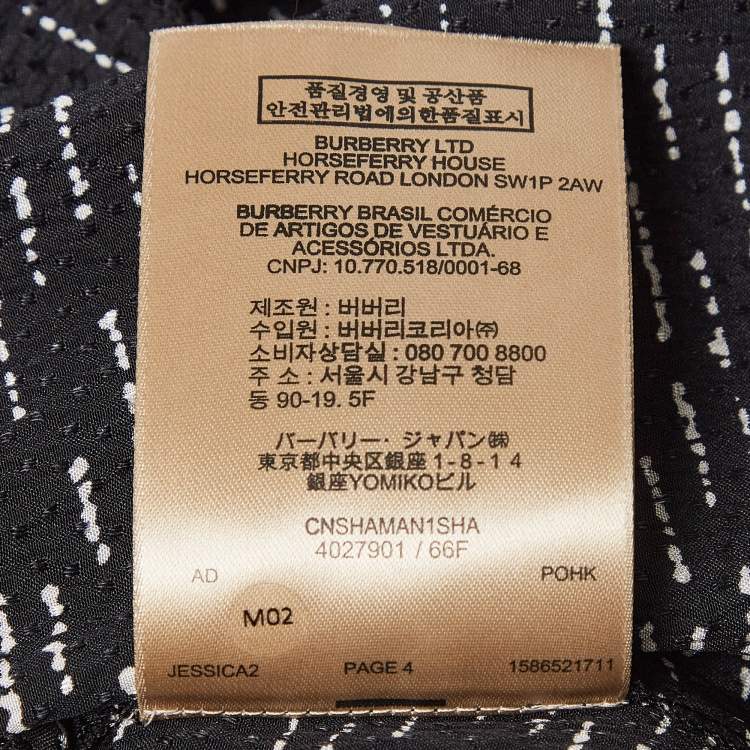 품질경영 및 공산품
안전관리법에의한품질표시
BURBERRY LTD
HORSEFERRY HOUSE
HORSEFERRY ROAD LONDON SW1P 2AW
BURBERRY BRASIL COMÉRCIO
DE ARTIGOS DE VESTUÁRIO E
ACESSÓRIOS LTDA.
CNPJ: 10.770.518/0001-68
제조원 : 버버리
수입원 : 버버리코리아㈜
소비자상담실 : 080 700 8800
주 소 : 서울시 강남구 청담
동 90-19. 5F
バーバリー・ジャパン㈱
東京都中央区銀座 1 - 8 - 1 4
銀座YOMIKOビル
CNSHAMAN1SHA
4027901 / 66F
AD POHK
M02
JESSICA2 PAGE 4 1586521711